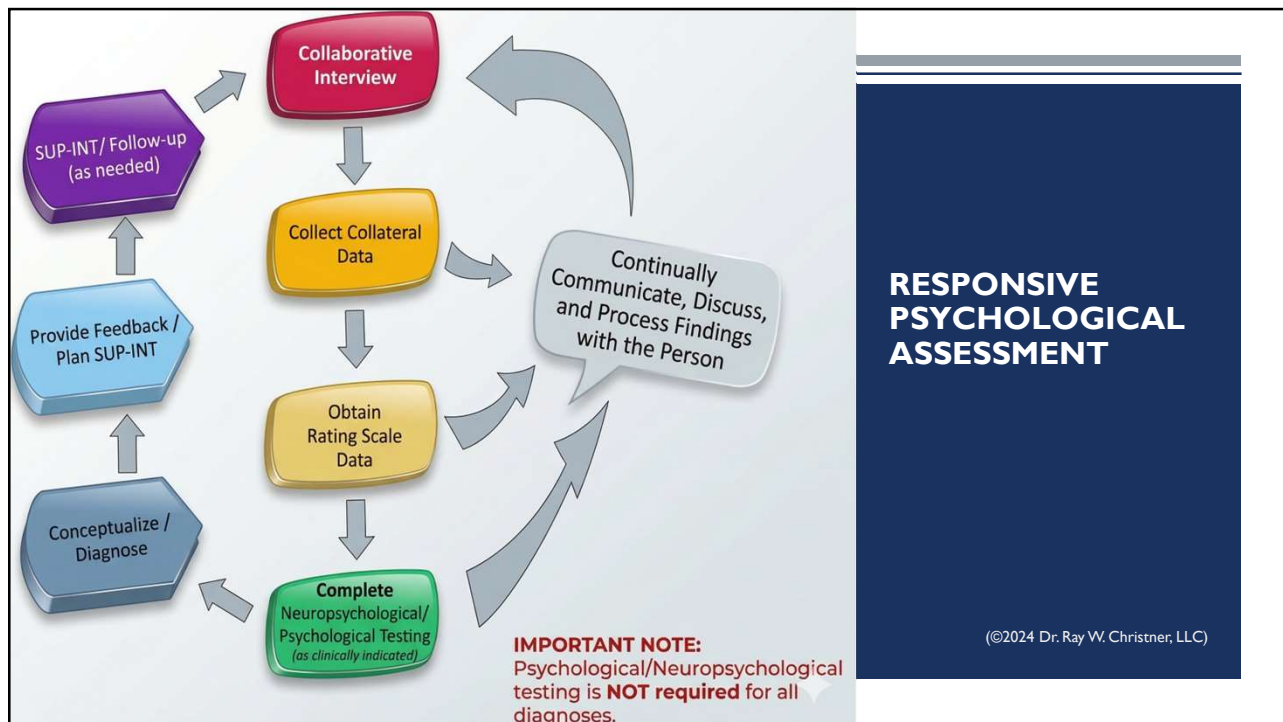 Collaborative
Interview
Collect Collateral
Data
Obtain
Rating Scale
Data
Complete
Neuropsychological/
Psychological Testing
(as clinically indicated)
Conceptualize /
Diagnose
Provide Feedback /
Plan SUP-INT
SUP-INT/ Follow-up
(as needed)
Continually
Communicate, Discuss,
and Process Findings
with the Person
IMPORTANT NOTE:
Psychological/Neuropsychological
testing is NOT required for all
diagnoses.
RESPONSIVE
PSYCHOLOGICAL
ASSESSMENT
(©2024 Dr. Ray W. Christner, LLC)